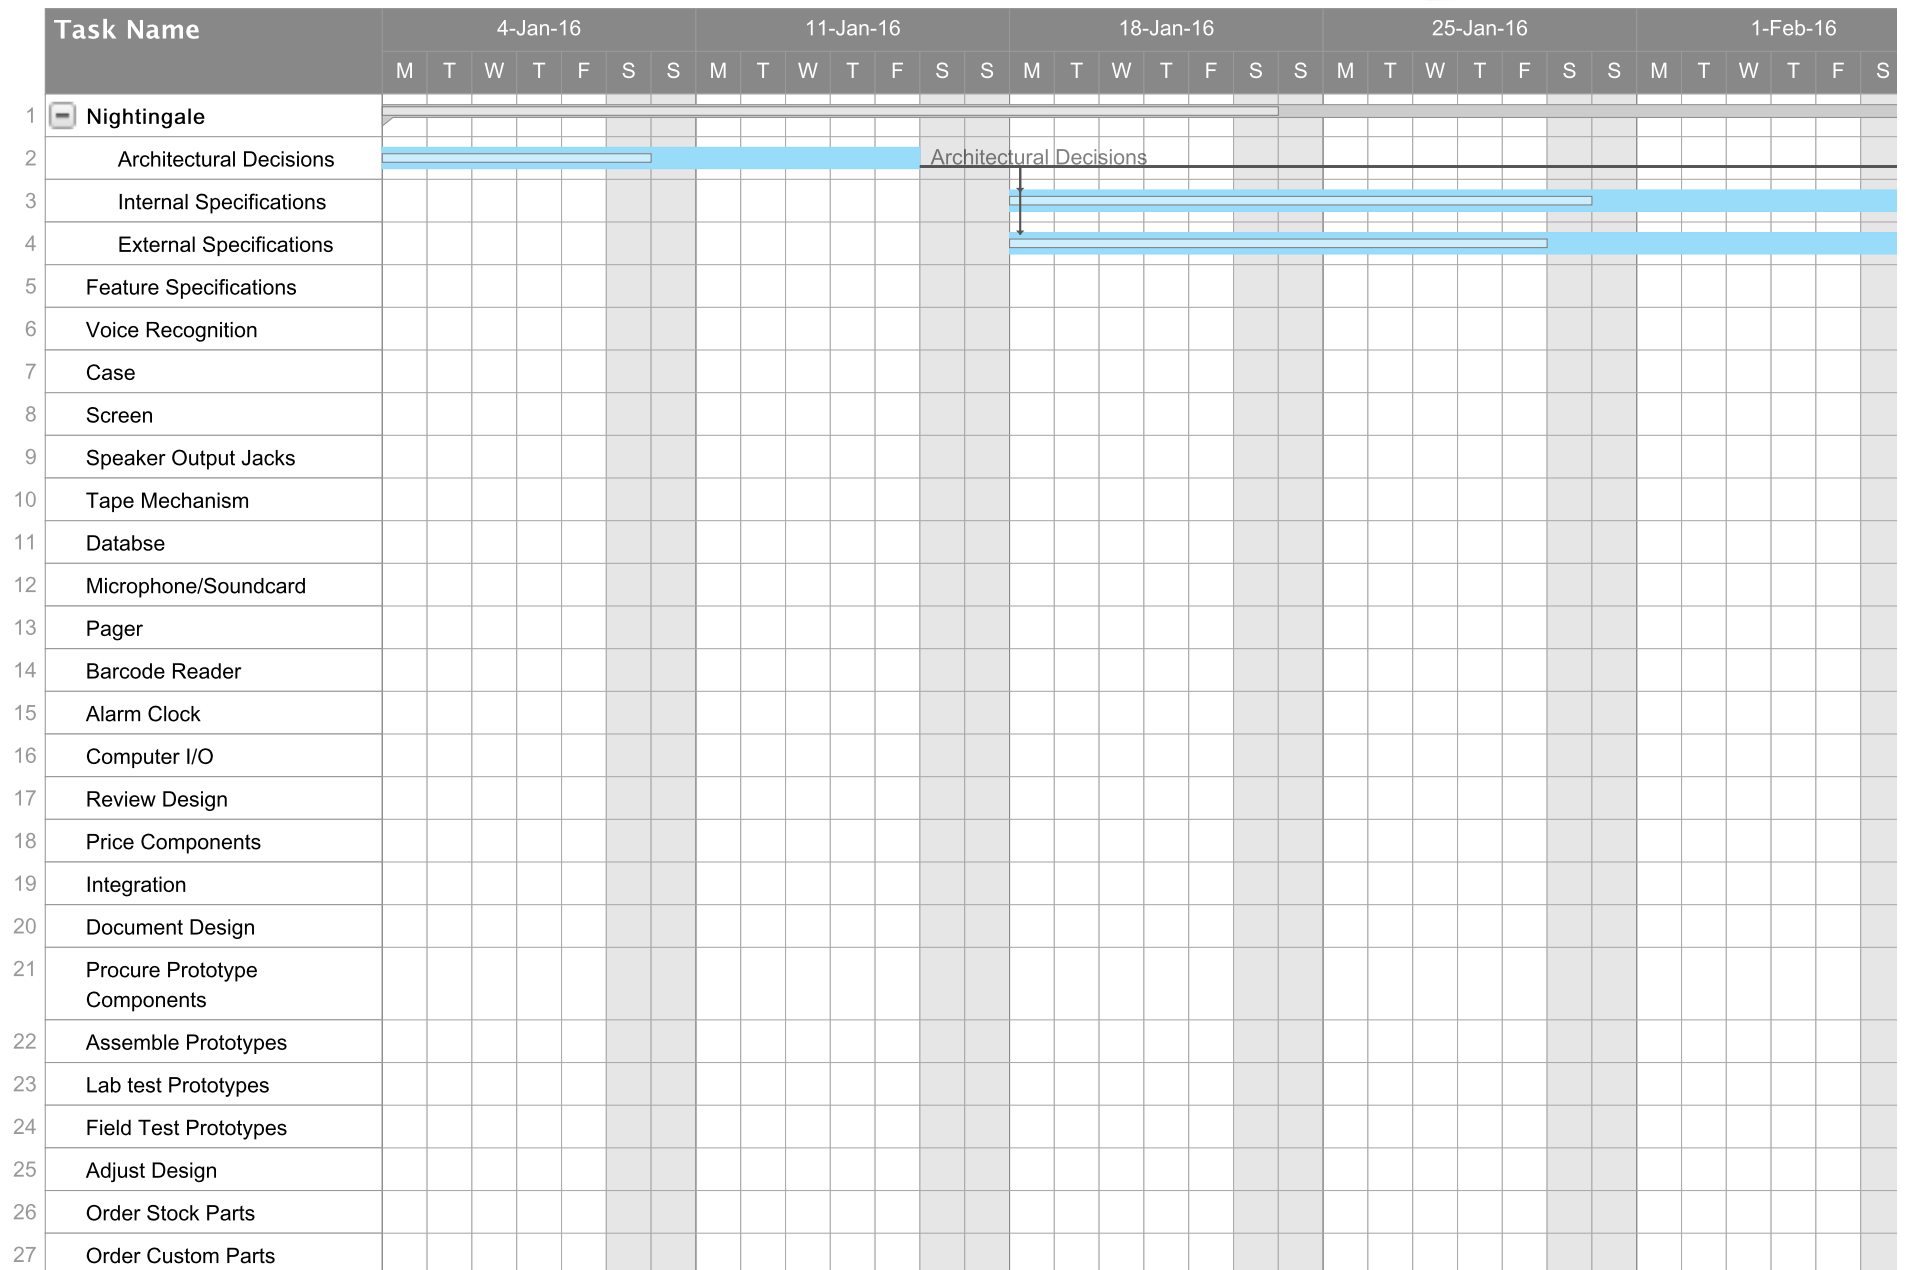 Task Name 4-Jan-16 11-Jan-16 18-Jan-16 25-Jan-16 1-Feb-16
M T W T F S S M T W T F S S M T W T F S S M T W T F S S M T W T F S
1 Nightingale
2 Architectural Decisions Architectural Decisions
3 Internal Specifications
4 External Specifications
5 Feature Specifications
6 Voice Recognition
7 Case
8 Screen
9 Speaker Output Jacks
10 Tape Mechanism
11 Databse
12 Microphone/Soundcard
13 Pager
14 Barcode Reader
15 Alarm Clock
16 Computer I/O
17 Review Design
18 Price Components
19 Integration
20 Document Design
21 Procure Prototype
Components
22 Assemble Prototypes
23 Lab test Prototypes
24 Field Test Prototypes
25 Adjust Design
26 Order Stock Parts
27 Order Custom Parts